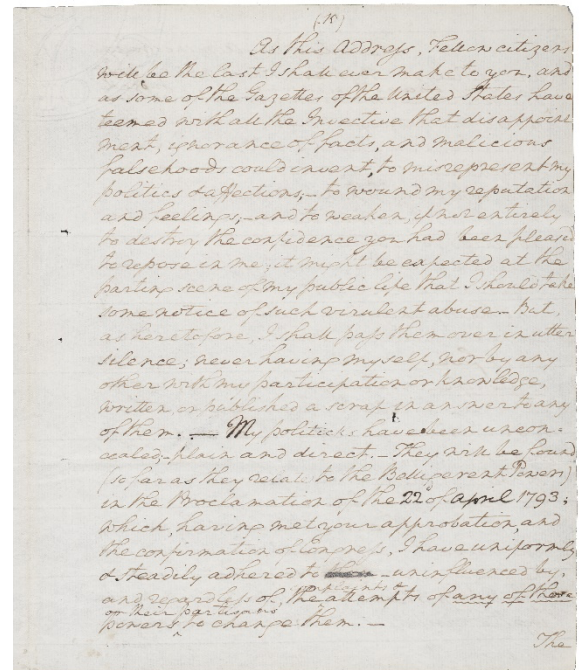 (15)
As this Address, Fellow citizens
will be the last I shall ever make to you, and
as some of the Gazettes of the United States have
teemed with all the Invective that disappoint
ment, ignorance of facts, and malicious
falsehoods could invent, to misrepresent my
politics & affections;– to wound my reputation
and feelings;– and to weaken, if not entirely
to destroy the confidence you had been pleased
to repose in me; it might be expected at the
parting scene of my public life that I should take
some notice of such virulent abuse.– But,
as heretofore, I shall pass them over in utter
silence; never having myself, nor by any
other with my participation or knowledge,
written, or published a scrap in answer to any
of them. — My politicks have been uncon-
cealed;– plain and direct.– They will be found
(so far as they relate to the Belligerent Powers)
in the Proclamation of the 22 of April 1793;
which, having met your approbation, and
the confirmation of Congress, I have uniformly
& steadily adhered to – uninfluenced by,
and regardless of, the complaints & attempts of any of those
powers or their partisans to change them.–
The